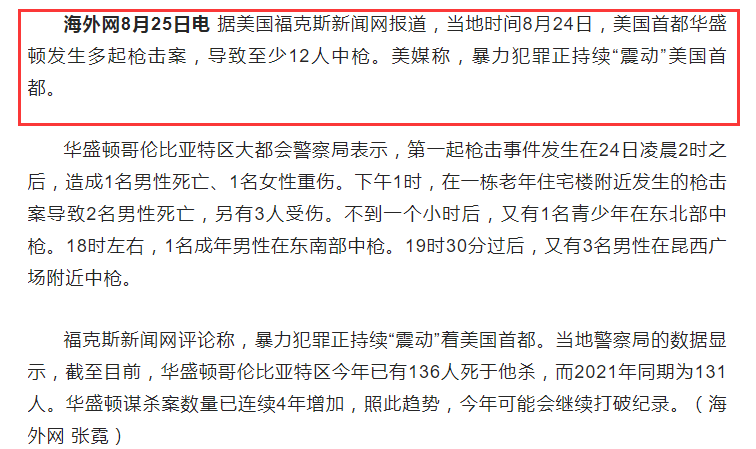 海外网8月25日电 据美国福克斯新闻网报道，当地时间8月24日，美国首都华盛
顿发生多起枪击案，导致至少12人中枪。美媒称，暴力犯罪正持续“震动”美国首
都。
华盛顿哥伦比亚特区大都会警察局表示，第一起枪击事件发生在24日凌晨2时之
后，造成1名男性死亡、1名女性重伤。下午1时，在一栋老年住宅楼附近发生的枪击
案导致2名男性死亡，另有3人受伤。不到一个小时后，又有1名青少年在东北部中
枪。18时左右，1名成年男性在东南部中枪。19时30分过后，又有3名男性在昆西广
场附近中枪。
福克斯新闻网评论称，暴力犯罪正持续“震动”着美国首都。当地警察局的数据显
示，截至目前，华盛顿哥伦比亚特区今年已有136人死于他杀，而2021年同期为131
人。华盛顿谋杀案数量已连续4年增加，照此趋势，今年可能会继续打破纪录。（海
外网 张霓）